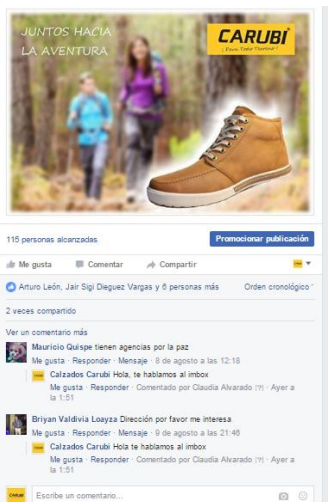 JUNTOS HACIA
LA AVENTURA
CARUBI
¡Para Todo Terreno!
115 personas alcanzadas
Promocionar publicación
Me gusta Comentar Compartir
Arturo León, Jair Sigi Dieguez Vargas y 6 personas más Orden cronológico
2 veces compartido
Ver un comentario más
Mauricio Quispe tienen agencias por la paz
Me gusta · Responder · Mensaje · 8 de agosto a las 12:18
Calzados Carubi Hola, te hablamos al imbox
Me gusta · Responder · Comentado por Claudia Alvarado [?] · Ayer a
la 1:51
Briyan Valdivia Loayza Dirección por favor me interesa
Me gusta · Responder · Mensaje · 9 de agosto a las 21:46
Calzados Carubi Hola te hablamos al imbox
Me gusta · Responder · Comentado por Claudia Alvarado [?] · Ayer a
la 1:51
Escribe un comentario...